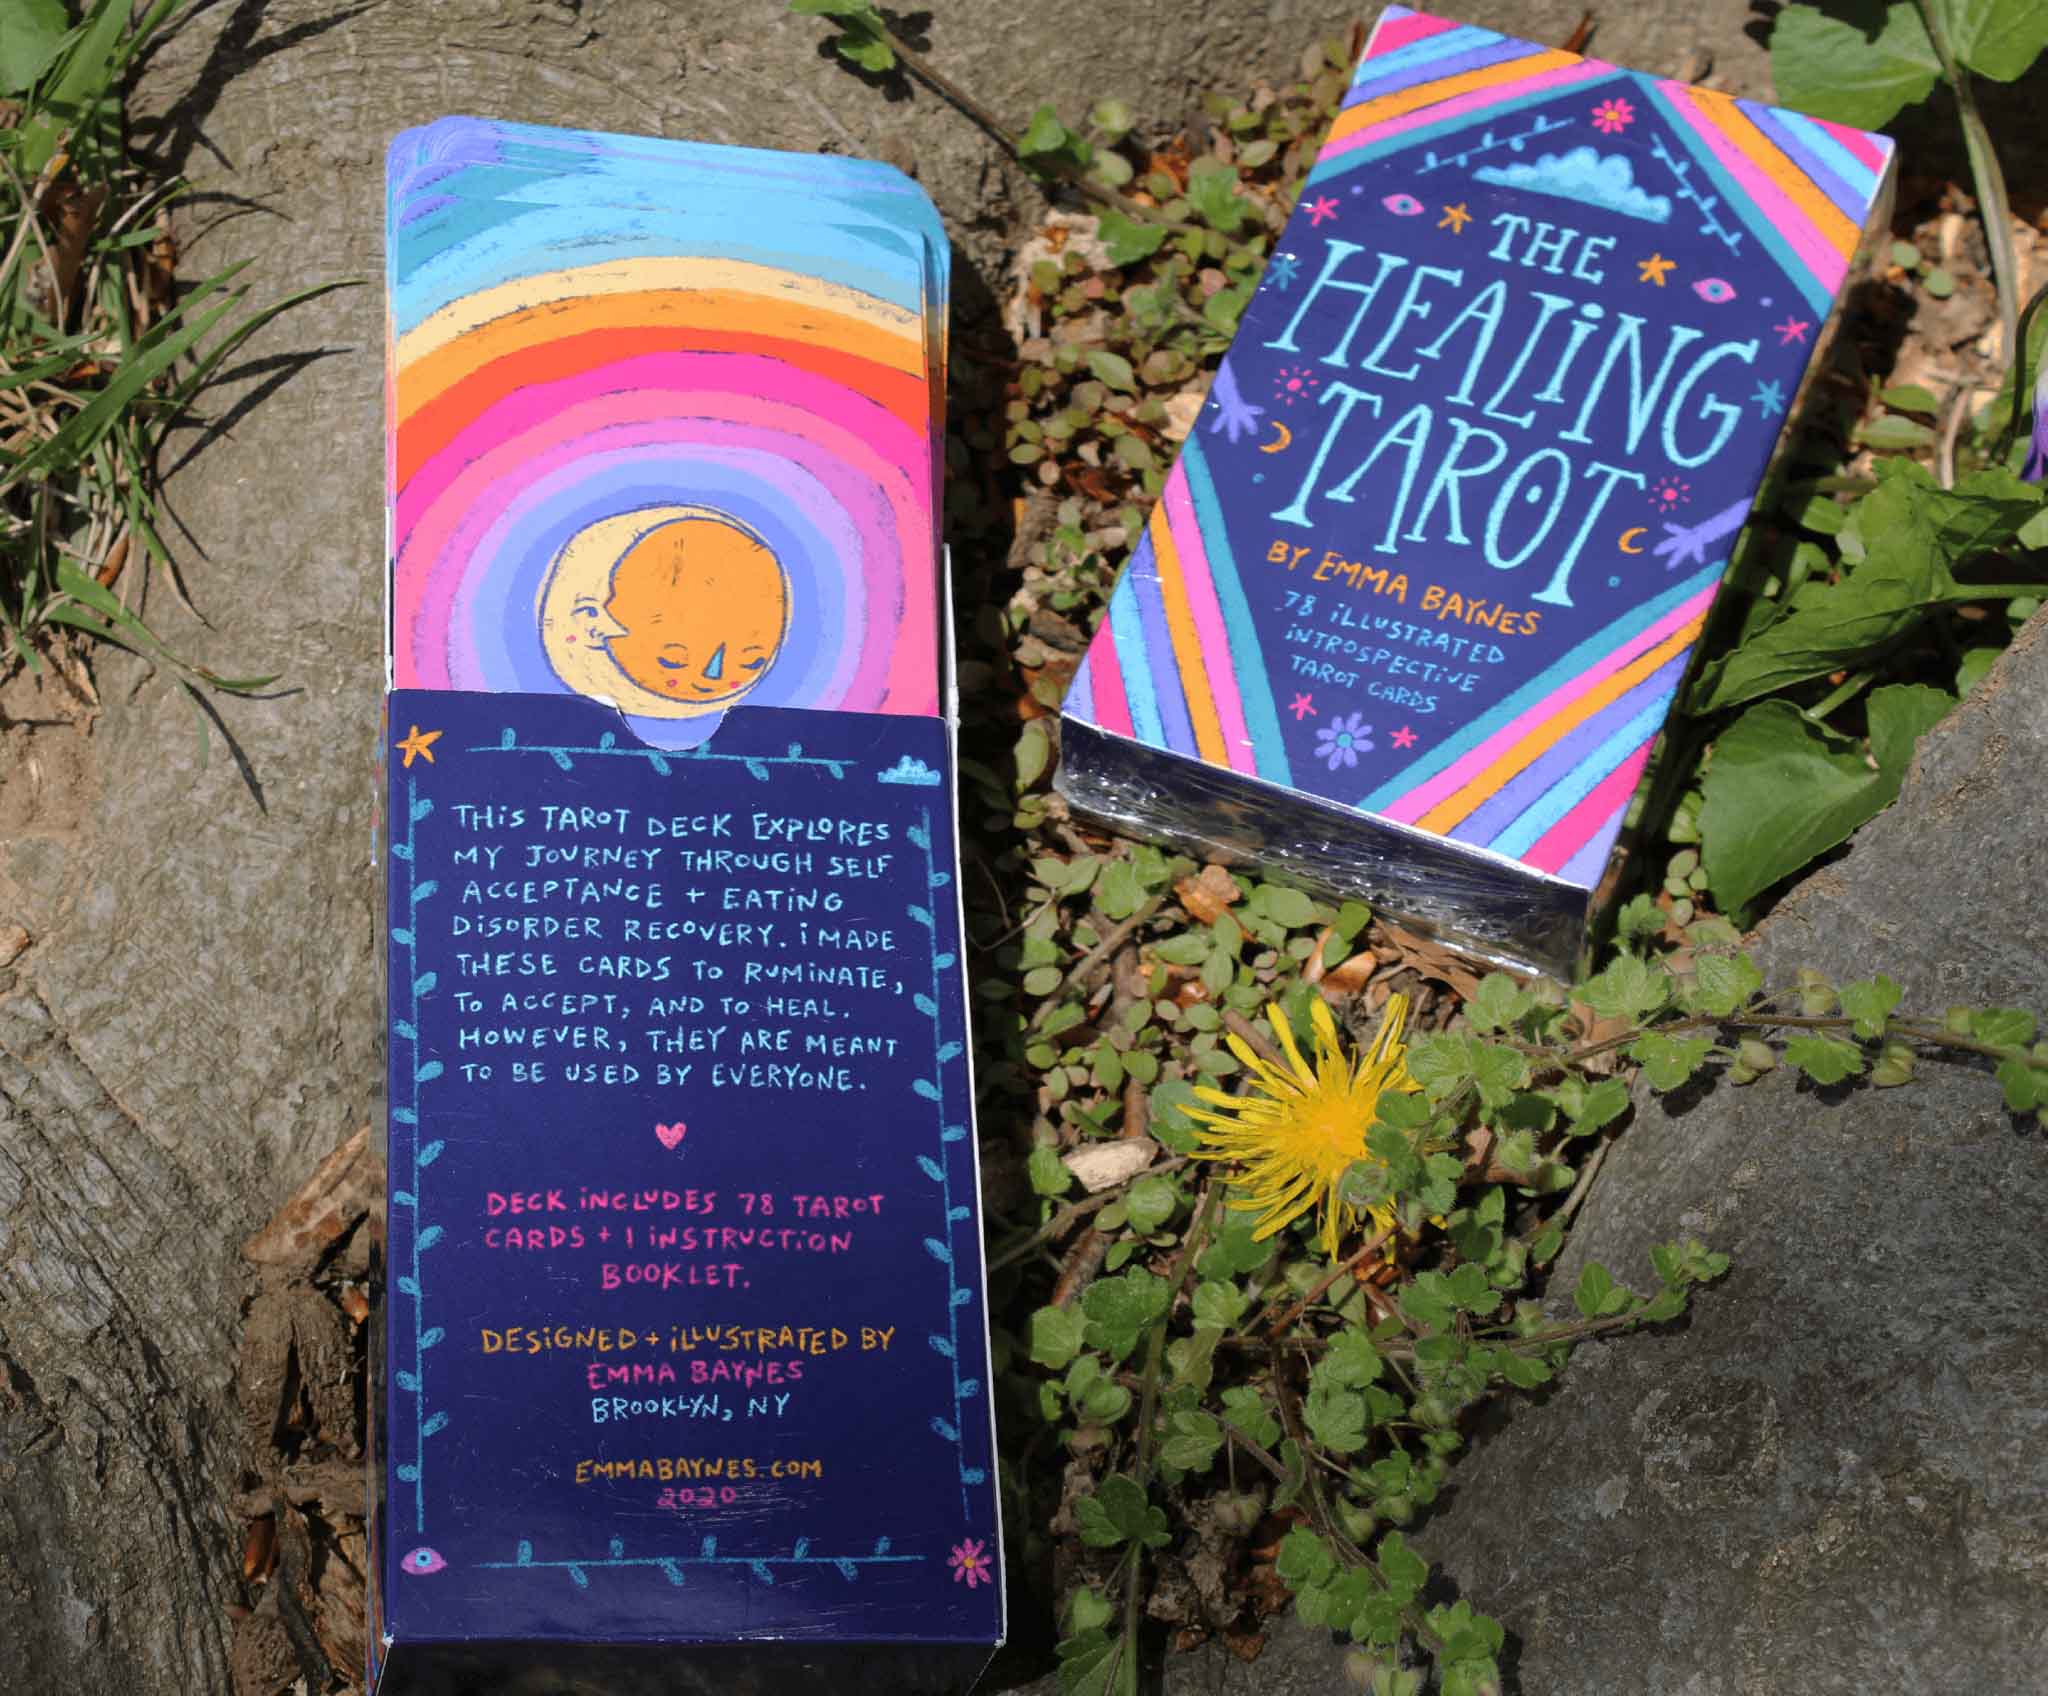 THIS TAROT DECK EXPLORES
MY JOURNEY THROUGH SELF
ACCEPTANCE + EATING
DISORDER RECOVERY. I MADE
THESE CARDS TO RUMINATE,
TO ACCEPT, AND TO HEAL.
HOWEVER, THEY ARE MEANT
TO BE USED BY EVERYONE.
DECK INCLUDES 78 TAROT
CARDS + 1 INSTRUCTION
BOOKLET.
DESIGNED + ILLUSTRATED BY
EMMA BAYNES
BROOKLYN, NY
EMMABAYNES.COM
2020
THE
HEALING
TAROT
BY EMMA BAYNES
78 ILLUSTRATED
INTROSPECTIVE
TAROT CARDS